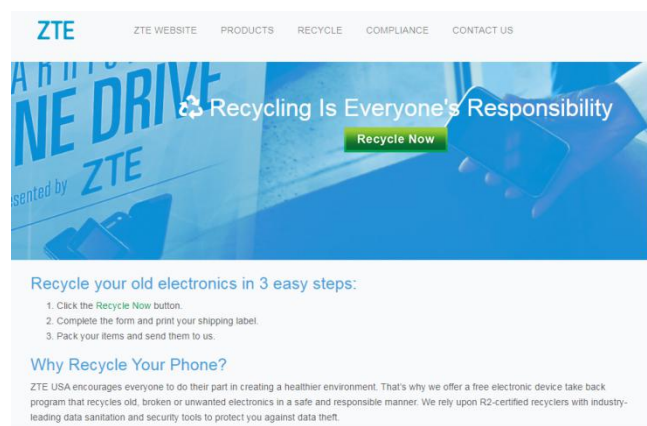 ZTE
ZTE WEBSITE PRODUCTS RECYCLE COMPLIANCE CONTACT US
NE DRIVE
presented by ZTE
Recycling Is Everyone's Responsibility
Recycle Now
Recycle your old electronics in 3 easy steps:
1. Click the Recycle Now button.
2. Complete the form and print your shipping label.
3. Pack your items and send them to us.
Why Recycle Your Phone?
ZTE USA encourages everyone to do their part in creating a healthier environment. That's why we offer a free electronic device take back
program that recycles old, broken or unwanted electronics in a safe and responsible manner. We rely upon R2-certified recyclers with industry-
leading data sanitation and security tools to protect you against data theft.